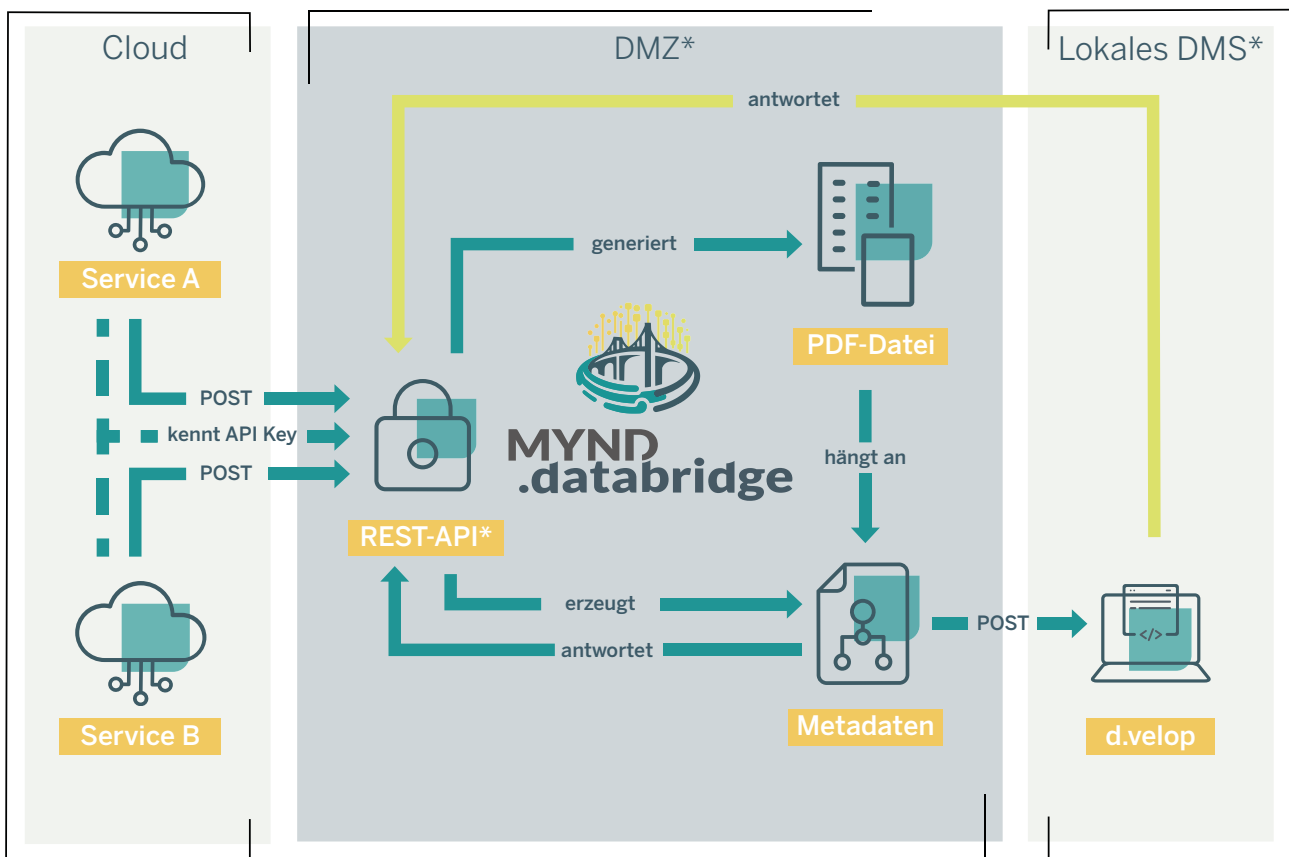 Cloud
DMZ*
Lokales DMS*
antwortet
Service A
generiert
PDF-Datei
POST
kennt API Key
POST
MYND
.databridge
hängt an
REST-API*
erzeugt
antwortet
POST
</>
Service B
Metadaten
d.velop